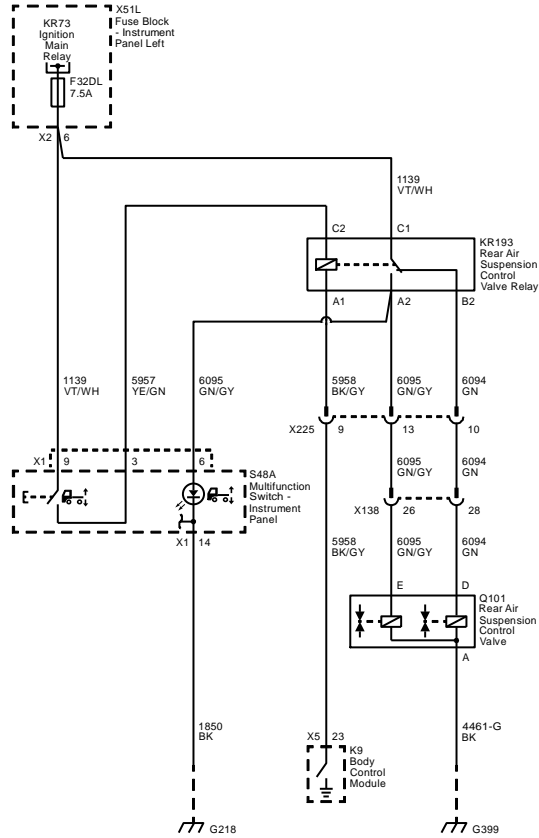 X51L
Fuse Block
- Instrument
Panel Left
KR73
Ignition
Main
Relay
F32DL
7.5A
X2 6
1139
VT/WH
C2 C1
KR193
Rear Air
Suspension
Control
Valve Relay
A1 A2 B2
1139
VT/WH
5957
YE/GN
6095
GN/GY
5958
BK/GY
6095
GN/GY
6094
GN
X225 9 13 10
X1 9 3 6
S48A
Multifunction
Switch -
Instrument
Panel
X1 14
6095
GN/GY
6094
GN
X138 26 28
5958
BK/GY
6095
GN/GY
6094
GN
E D
Q101
Rear Air
Suspension
Control
Valve
A
1850
BK
4461-G
BK
X5 23
K9
Body
Control
Module
G218
G399